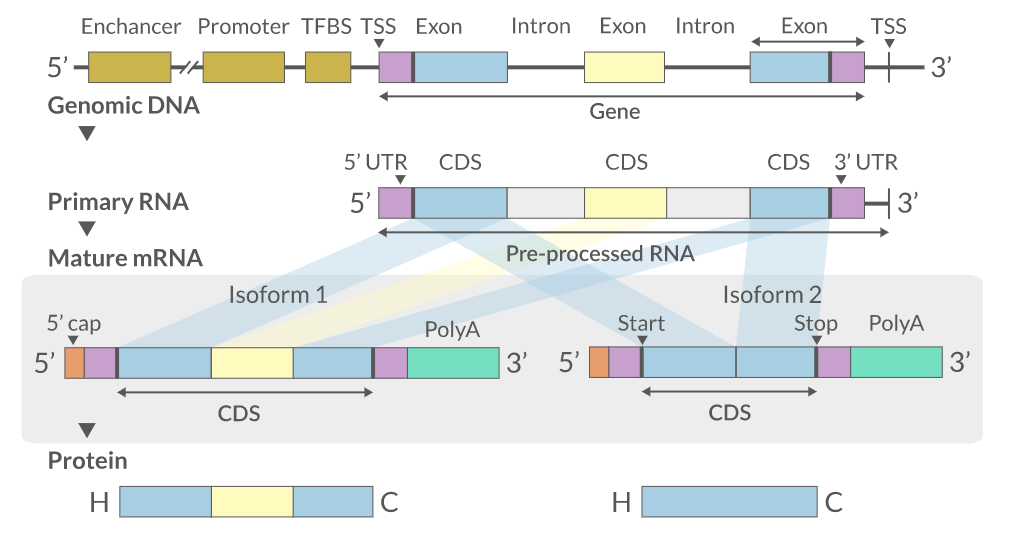 Enchancer Promoter TFBS TSS Exon Intron Exon Intron Exon TSS
5’ 3’
Genomic DNA
Gene
5’ UTR CDS CDS CDS 3’ UTR
Primary RNA 5’ 3’
Pre-processed RNA
Mature mRNA
Isoform 1 Isoform 2
5’ cap PolyA Start Stop PolyA
5’ 3’ 5’ 3’
CDS CDS
Protein
H C H C